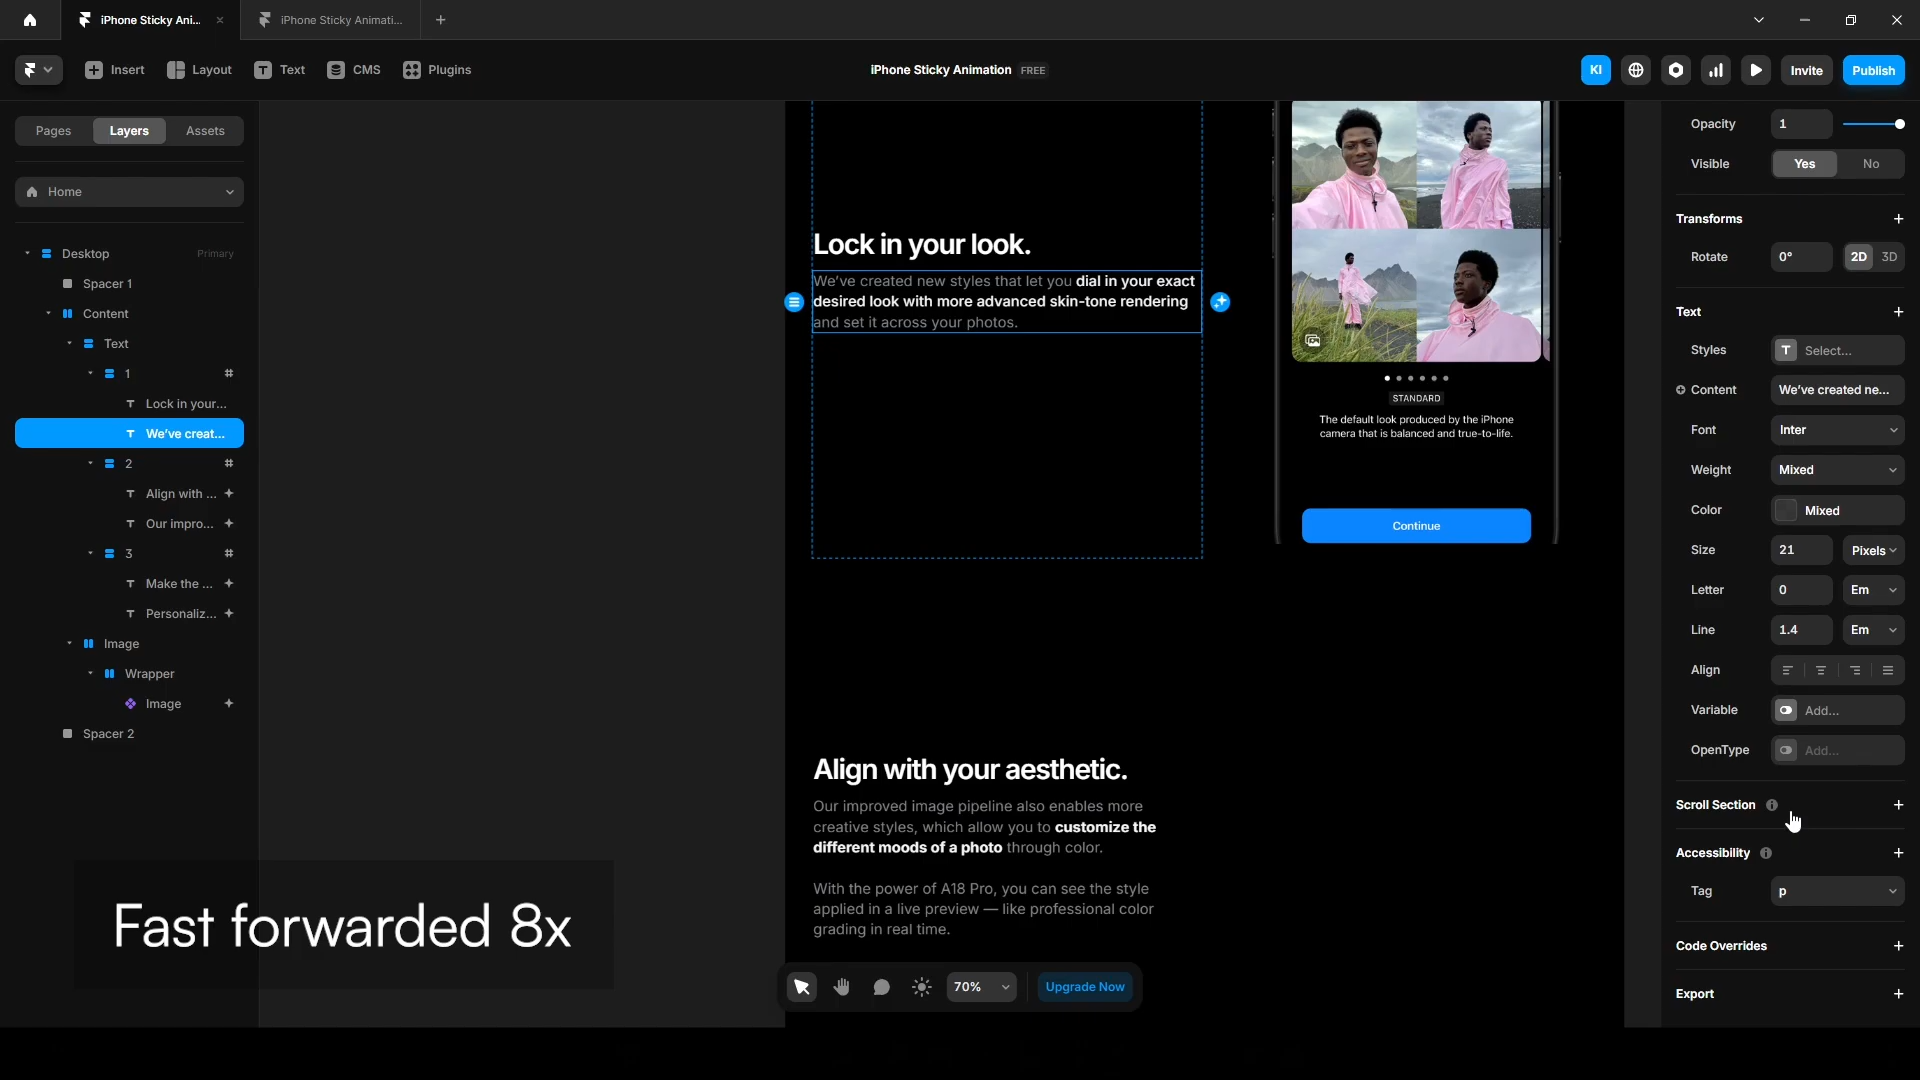 iPhone Sticky Ani...
iPhone Sticky Animati...
Insert
Layout
Text
CMS
Plugins
iPhone Sticky Animation FREE
KI
Invite
Publish
Pages
Layers
Assets
Home
Desktop
Primary
Spacer 1
Content
Text
1
Lock in your...
We've creat...
2
Align with ...
Our impro...
3
Make the ...
Personaliz...
Image
Wrapper
Image
Spacer 2
Fast forwarded 8x
Lock in your look.
We've created new styles that let you dial in your exact
desired look with more advanced skin-tone rendering
and set it across your photos.
Align with your aesthetic.
Our improved image pipeline also enables more
creative styles, which allow you to customize the
different moods of a photo through color.
With the power of A18 Pro, you can see the style
applied in a live preview — like professional color
grading in real time.
STANDARD
The default look produced by the iPhone
camera that is balanced and true-to-life.
Continue
70%
Upgrade Now
Opacity
1
Visible
Yes
No
Transforms
Rotate
0°
2D
3D
Text
Styles
T
Select...
Content
We've created ne...
Font
Inter
Weight
Mixed
Color
Mixed
Size
21
Pixels
Letter
0
Em
Line
1.4
Em
Align
Variable
Add...
OpenType
Add...
Scroll Section
Accessibility
Tag
p
Code Overrides
Export